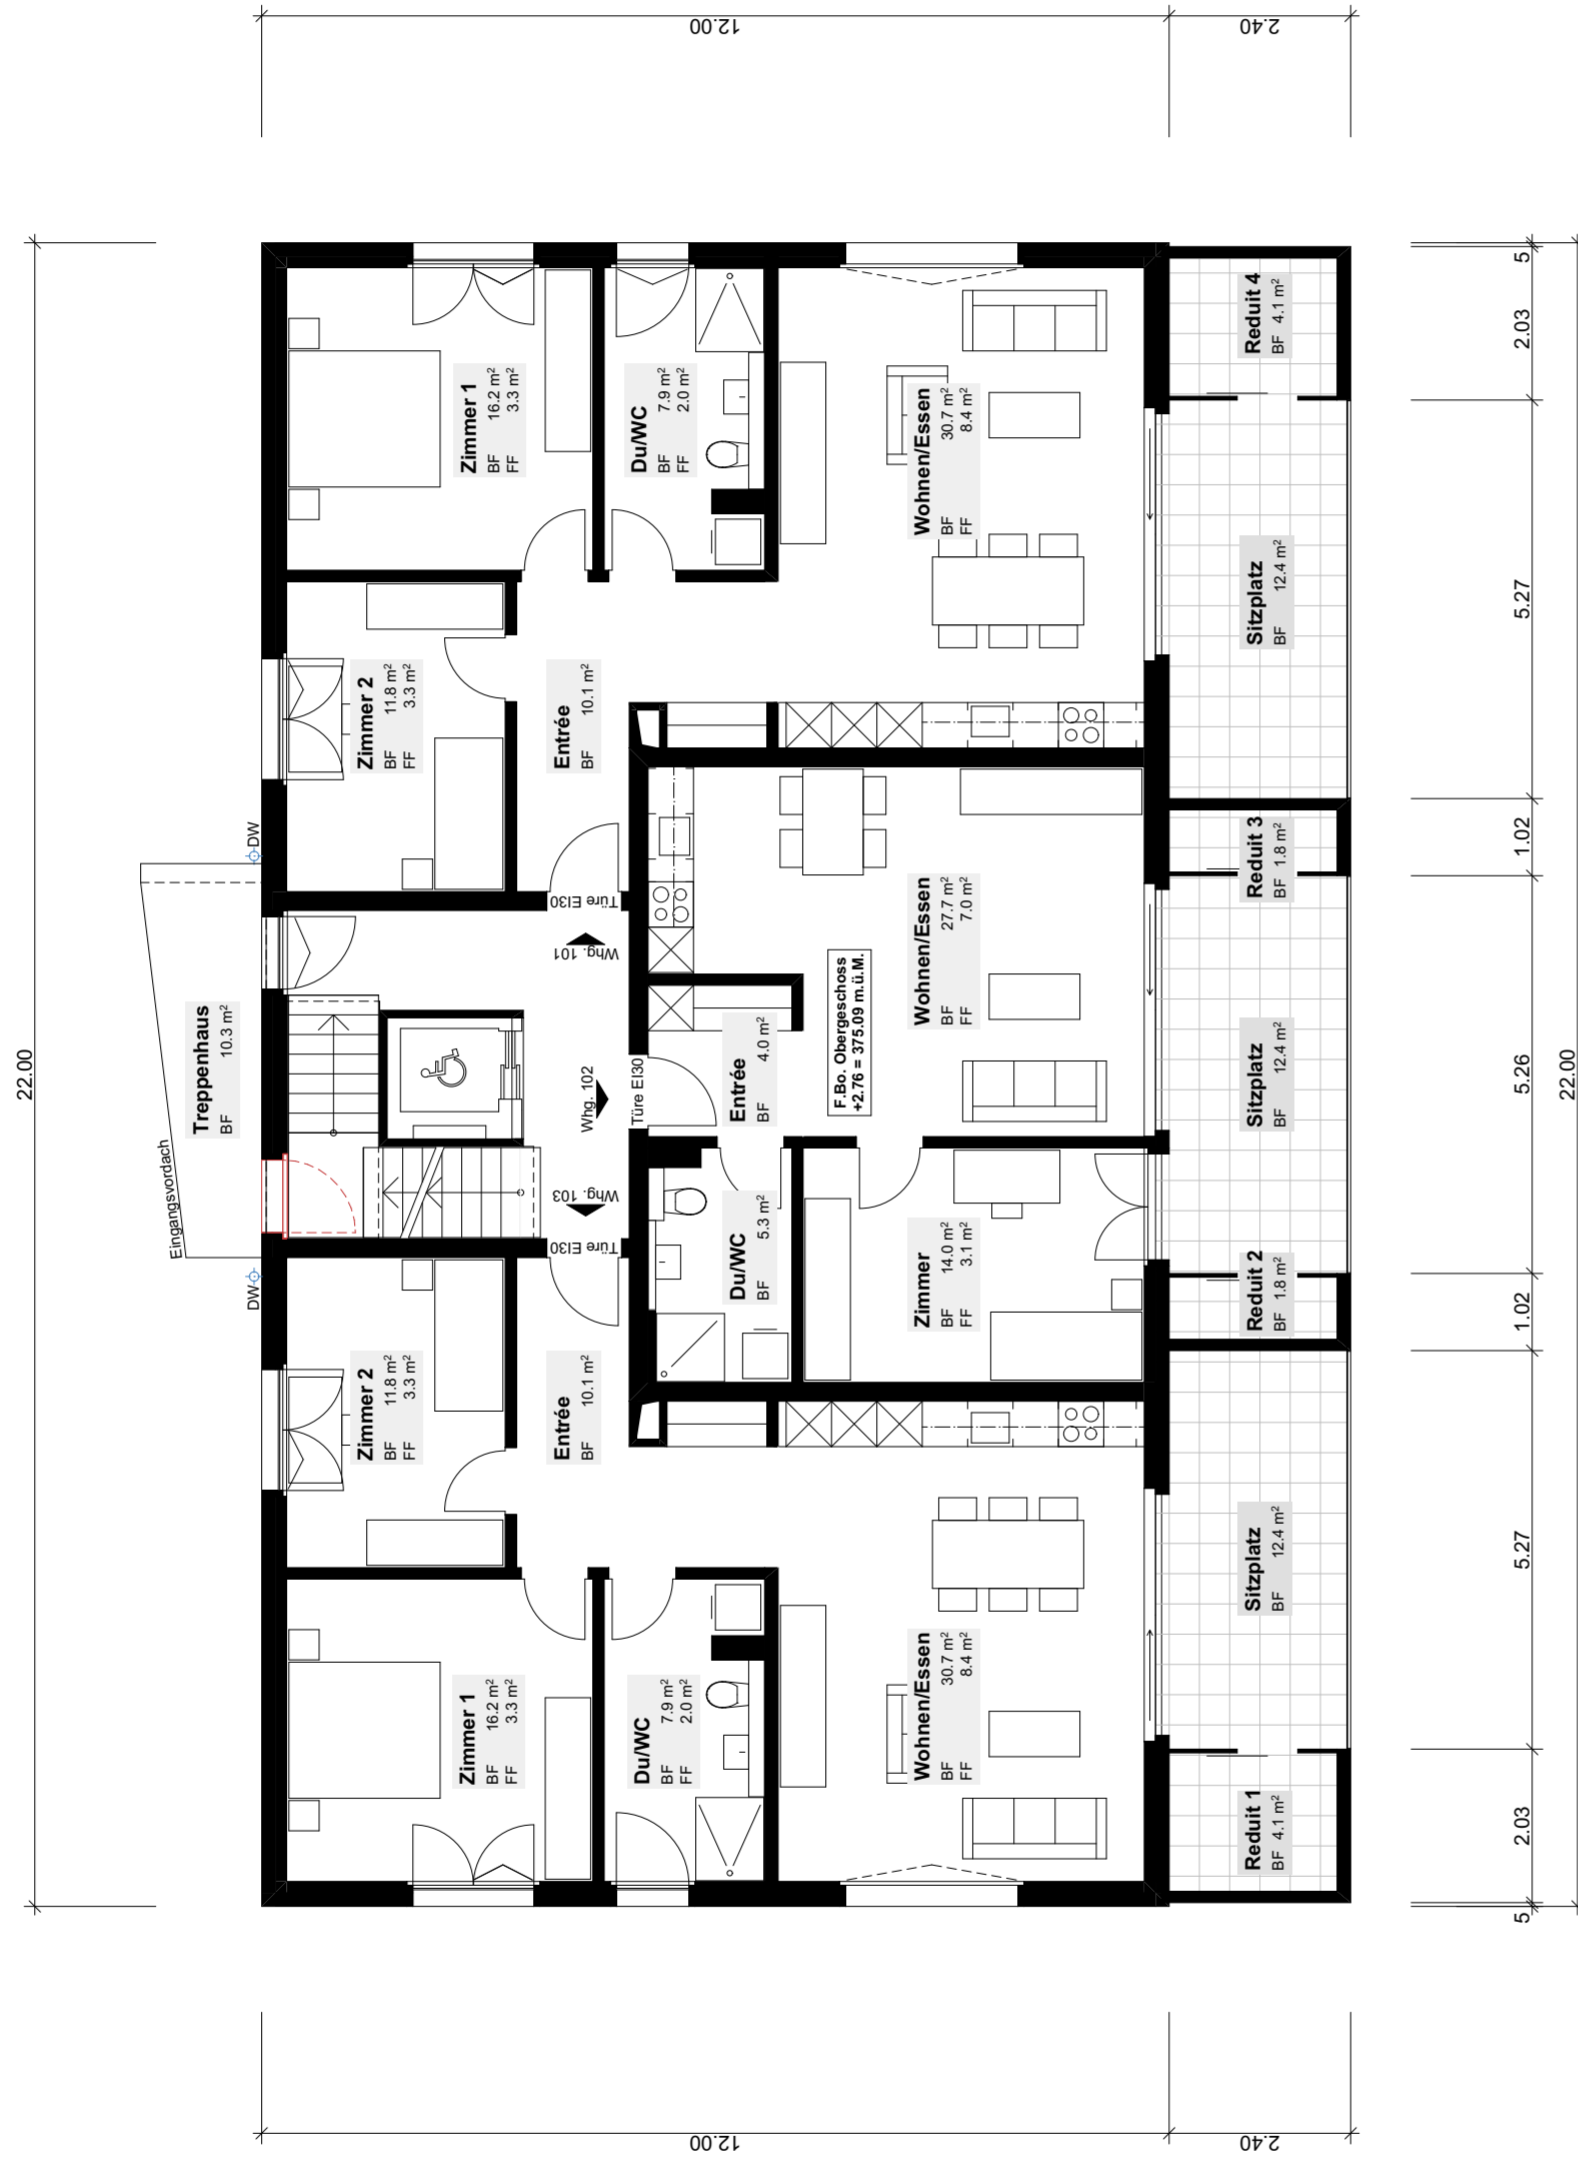 12.00
2.40
22.00
Zimmer 1
BF 16.2 m²
FF 3.3 m²
Du/WC
BF 7.9 m²
FF 2.0 m²
Wohnen/Essen
BF 30.7 m²
FF 8.4 m²
Reduit 4
BF 4.1 m²
Zimmer 2
BF 11.8 m²
FF 3.3 m²
Entrée
BF 10.1 m²
Sitzplatz
BF 12.4 m²
DW
Türe EI30
Whg. 101
Reduit 3
BF 1.8 m²
Wohnen/Essen
BF 27.7 m²
FF 7.0 m²
F.Bo. Obergeschoss
+2.76 = 375.09 m.ü.M.
Treppenhaus
BF 10.3 m²
Eingangsvordach
Whg. 102
Türe EI30
Entrée
BF 4.0 m²
Sitzplatz
BF 12.4 m²
Whg. 103
Türe EI30
DW
Du/WC
BF 5.3 m²
Zimmer
BF 14.0 m²
FF 3.1 m²
Reduit 2
BF 1.8 m²
Zimmer 2
BF 11.8 m²
FF 3.3 m²
Entrée
BF 10.1 m²
Sitzplatz
BF 12.4 m²
Zimmer 1
BF 16.2 m²
FF 3.3 m²
Du/WC
BF 7.9 m²
FF 2.0 m²
Wohnen/Essen
BF 30.7 m²
FF 8.4 m²
Reduit 1
BF 4.1 m²
5
2.03
5.27
1.02
5.26
1.02
5.27
2.03
5
22.00
12.00
2.40